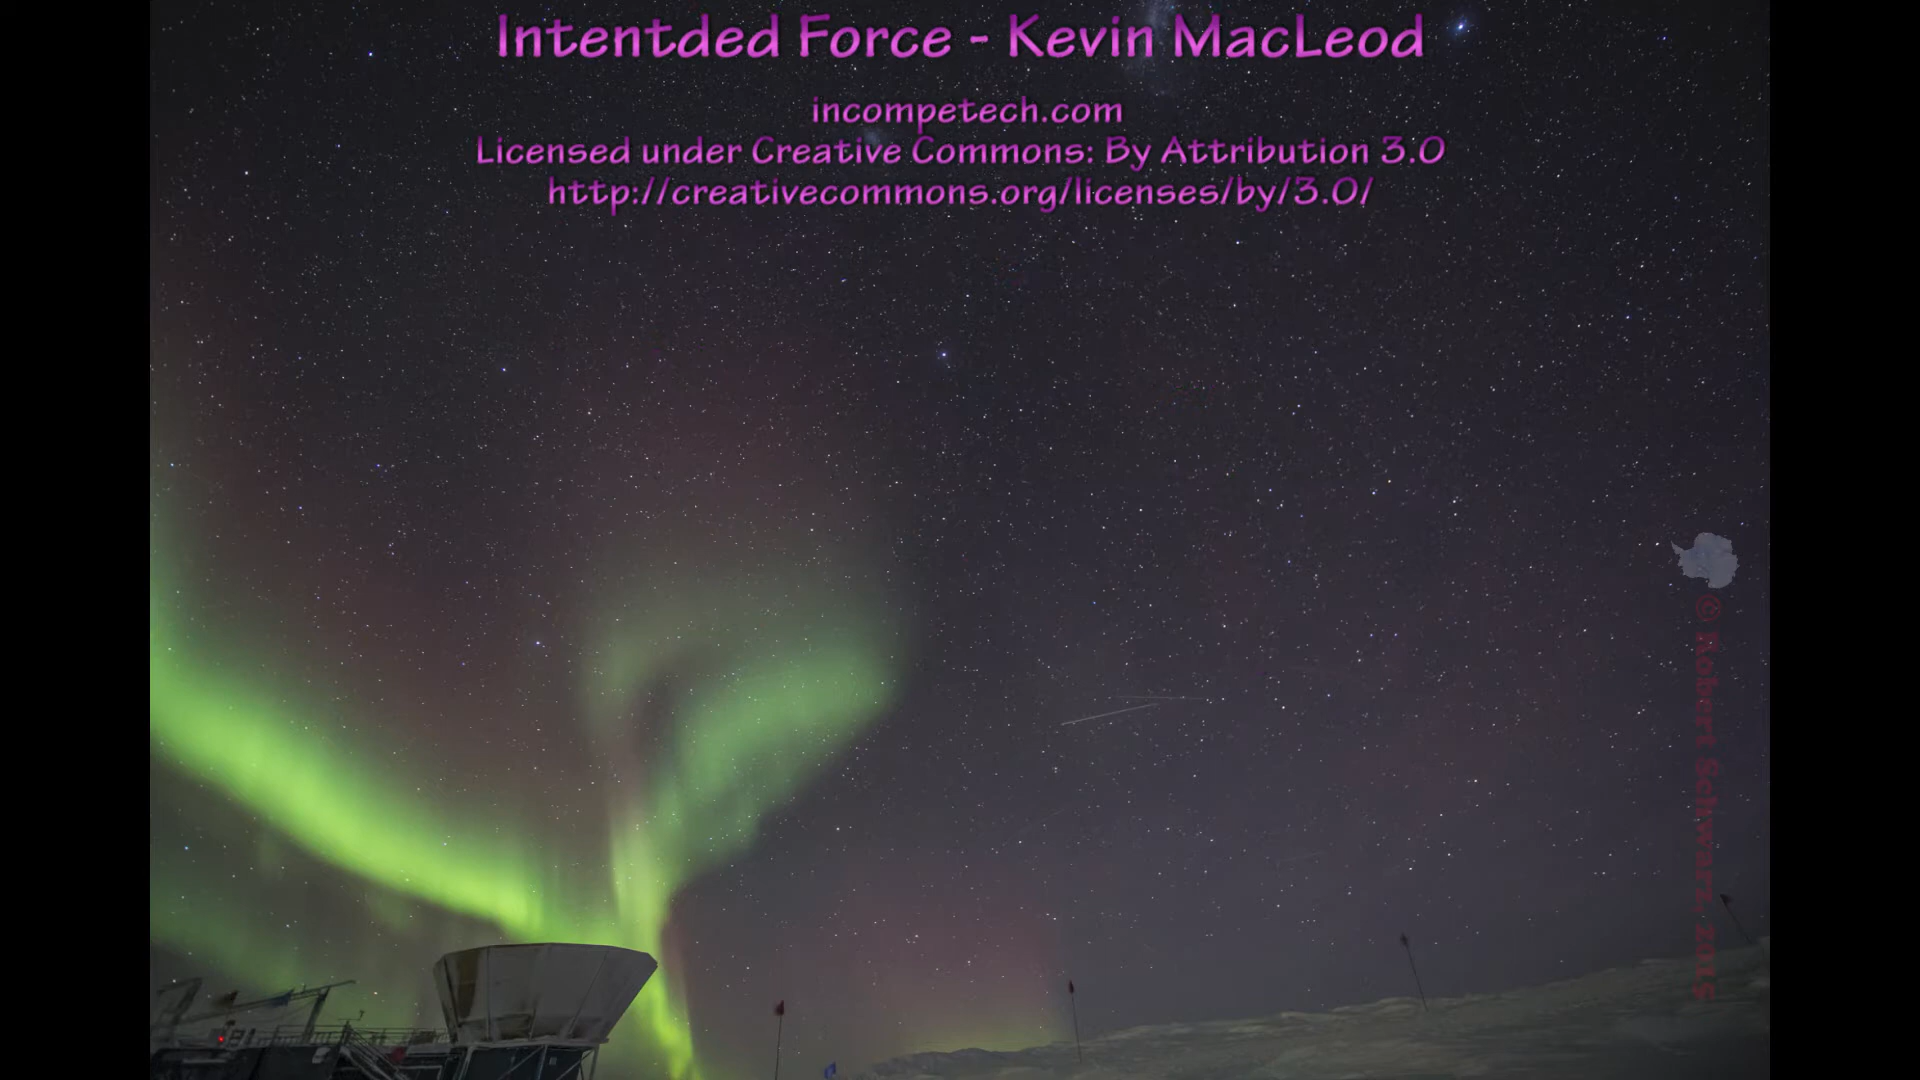 Intentded Force - Kevin MacLeod
incompetech.com
Licensed under Creative Commons: By Attribution 3.0
http://creativecommons.org/licenses/by/3.0/
© Robert Schwarz, 2015